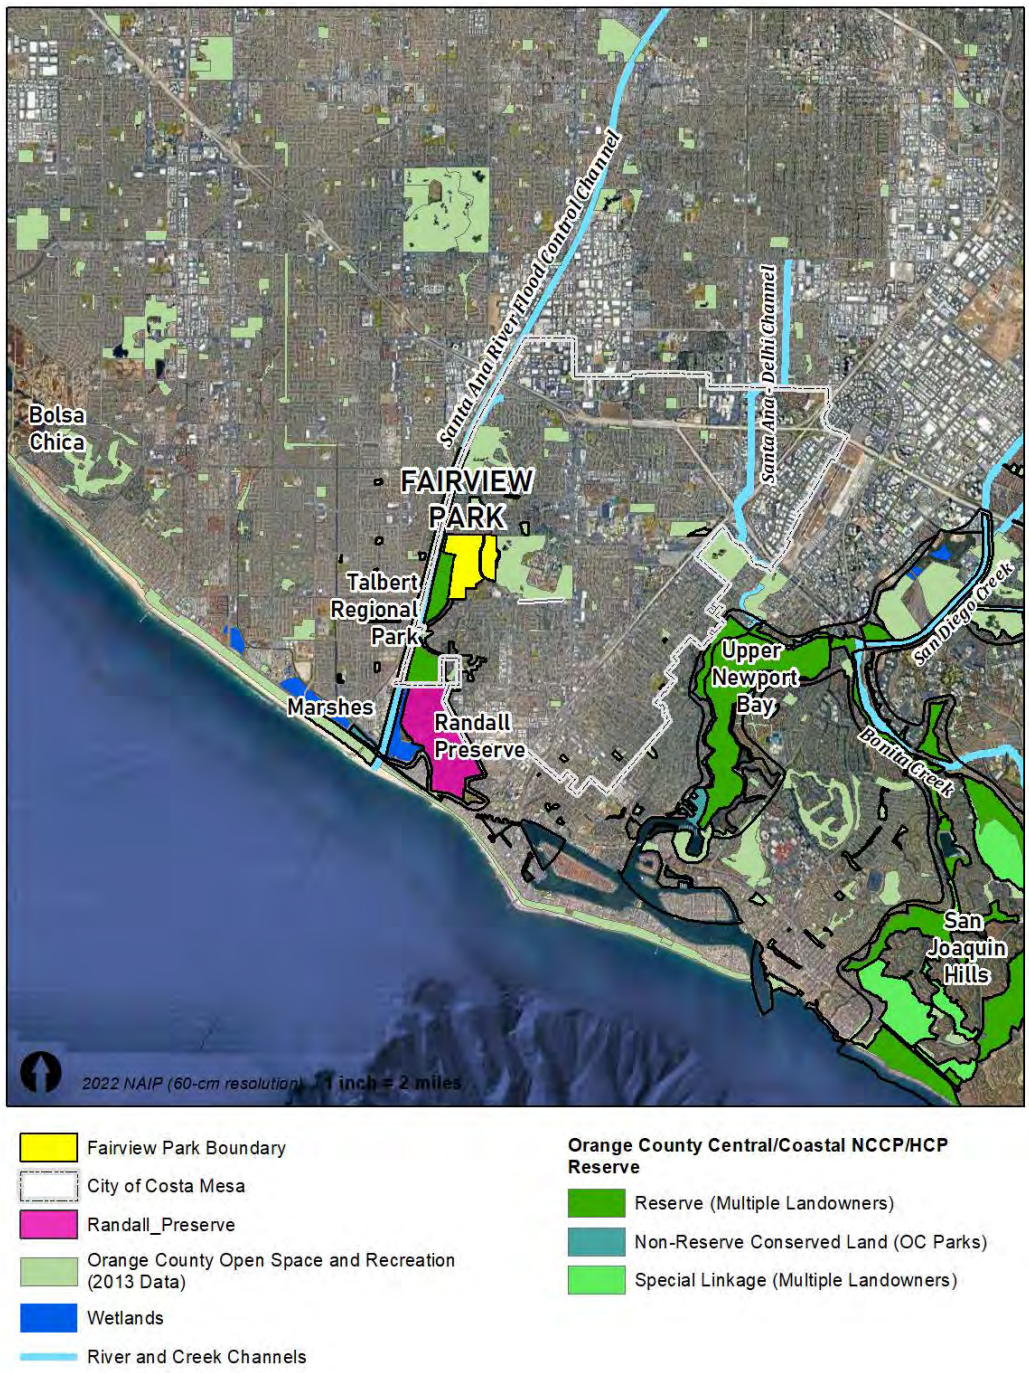 Santa Ana River Flood Control Channel
Santa Ana - Delhi Channel
Bolsa
Chica
FAIRVIEW
PARK
Talbert
Regional
Park
San Diego Creek
Upper
Newport
Bay
Marshes
Randall
Preserve
Bonita Creek
San
Joaquin
Hills
2022 NAIP (60-cm resolution) 1 inch = 2 miles
Fairview Park Boundary
City of Costa Mesa
Randall_Preserve
Orange County Open Space and Recreation
(2013 Data)
Wetlands
River and Creek Channels
Orange County Central/Coastal NCCP/HCP
Reserve
Reserve (Multiple Landowners)
Non-Reserve Conserved Land (OC Parks)
Special Linkage (Multiple Landowners)